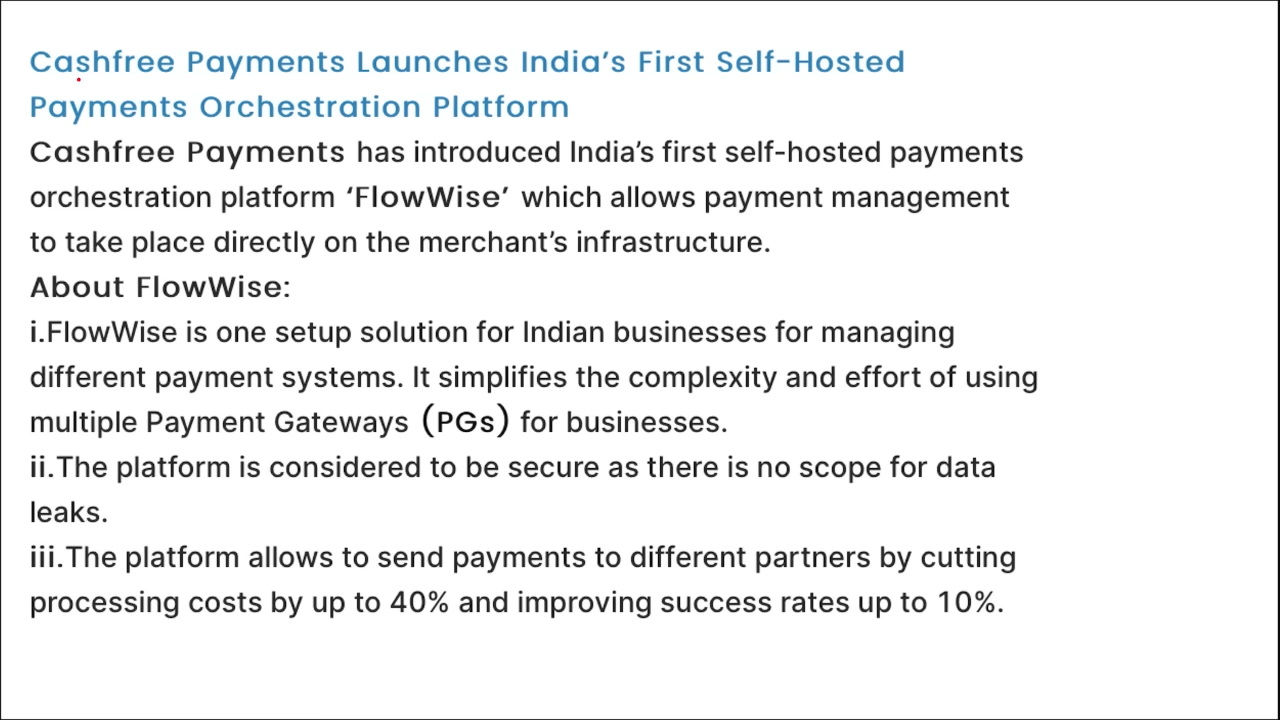 Cashfree Payments Launches India’s First Self-Hosted
Payments Orchestration Platform
Cashfree Payments has introduced India’s first self-hosted payments
orchestration platform ‘FlowWise’ which allows payment management
to take place directly on the merchant’s infrastructure.
About FlowWise:
i.FlowWise is one setup solution for Indian businesses for managing
different payment systems. It simplifies the complexity and effort of using
multiple Payment Gateways (PGs) for businesses.
ii.The platform is considered to be secure as there is no scope for data
leaks.
iii.The platform allows to send payments to different partners by cutting
processing costs by up to 40% and improving success rates up to 10%.